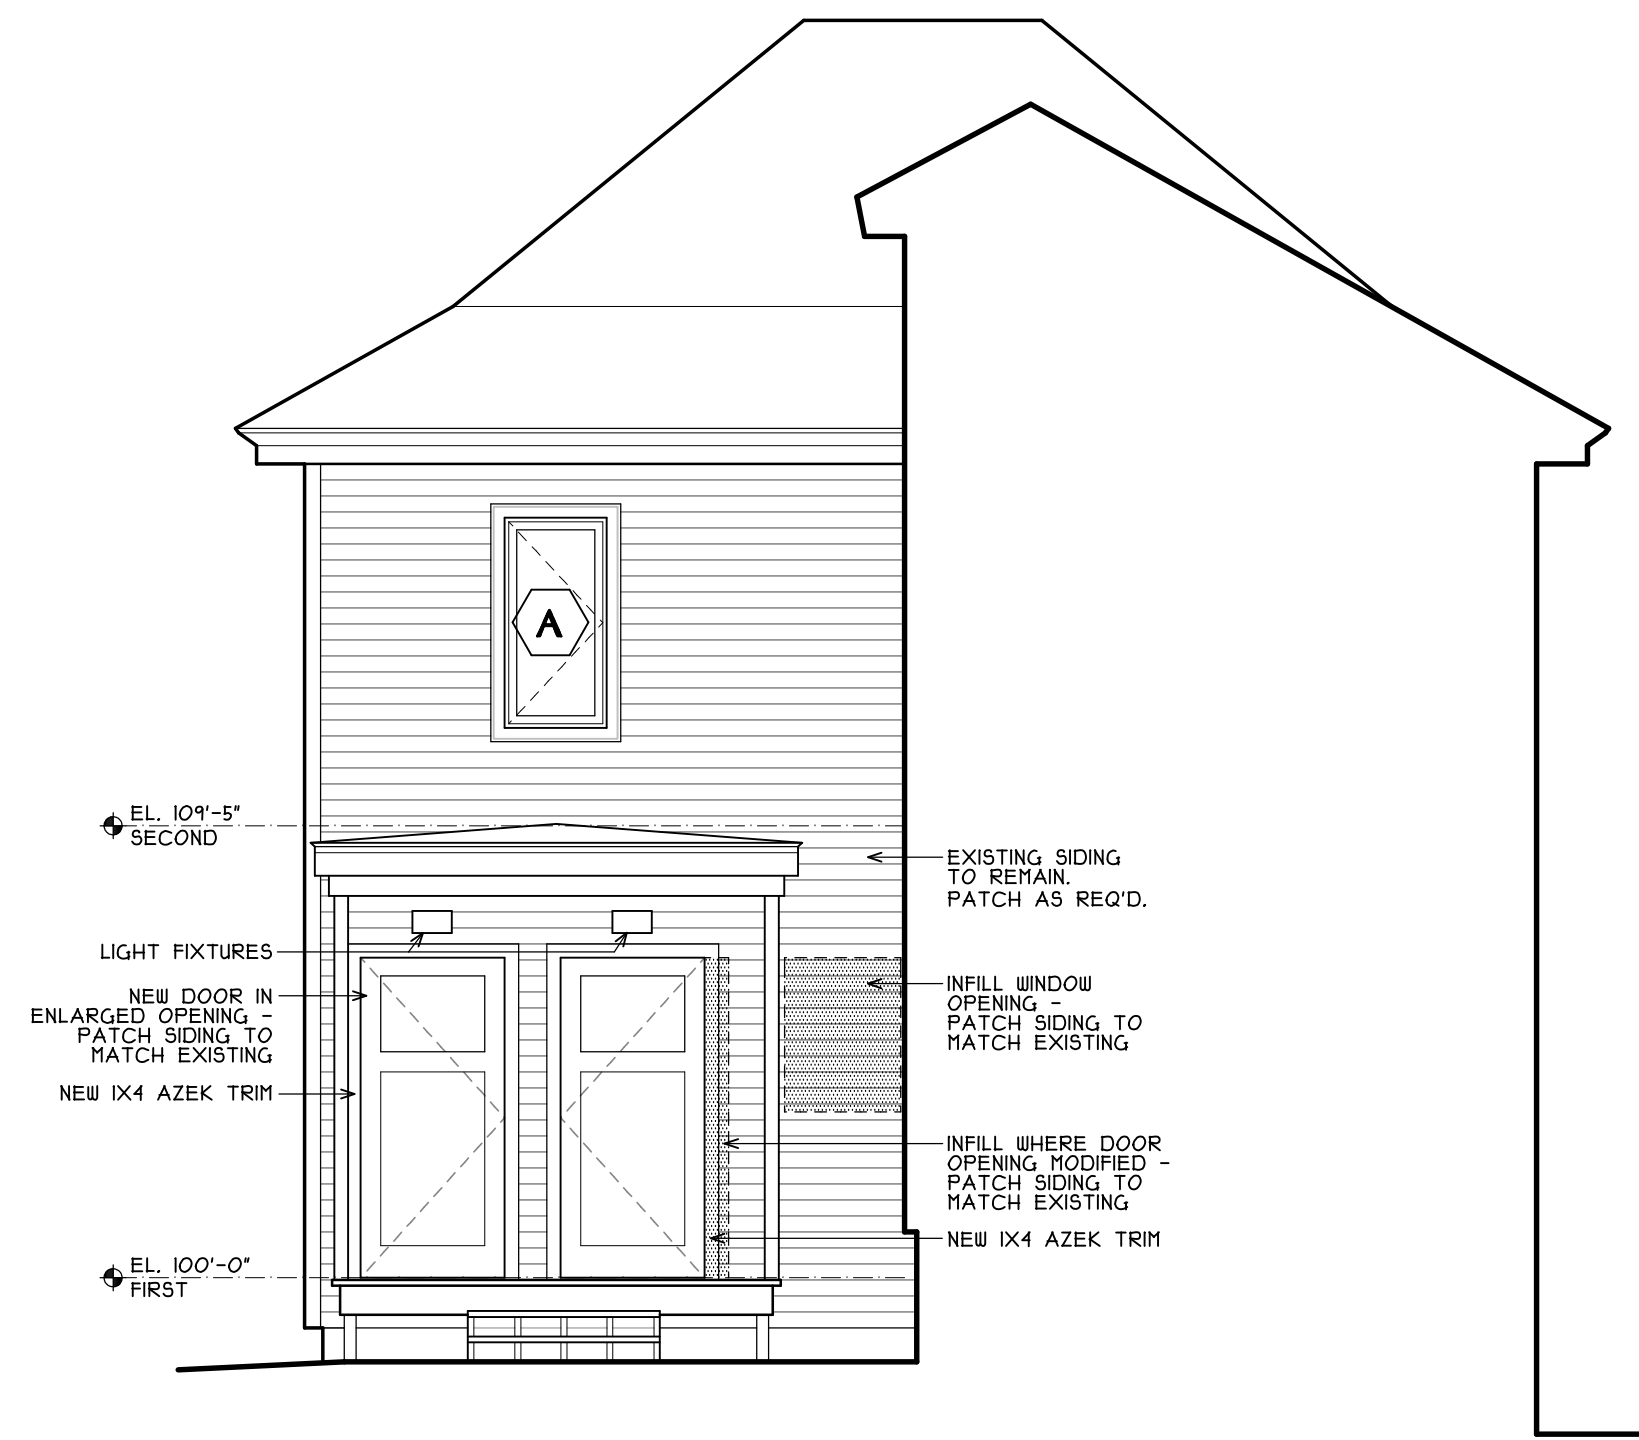 A
EL. 109'-5"
SECOND
EXISTING SIDING
TO REMAIN.
PATCH AS REQ'D.
LIGHT FIXTURES
NEW DOOR IN
ENLARGED OPENING -
PATCH SIDING TO
MATCH EXISTING
NEW 1X4 AZEK TRIM
INFILL WINDOW
OPENING -
PATCH SIDING TO
MATCH EXISTING
INFILL WHERE DOOR
OPENING MODIFIED -
PATCH SIDING TO
MATCH EXISTING
NEW 1X4 AZEK TRIM
EL. 100'-0"
FIRST